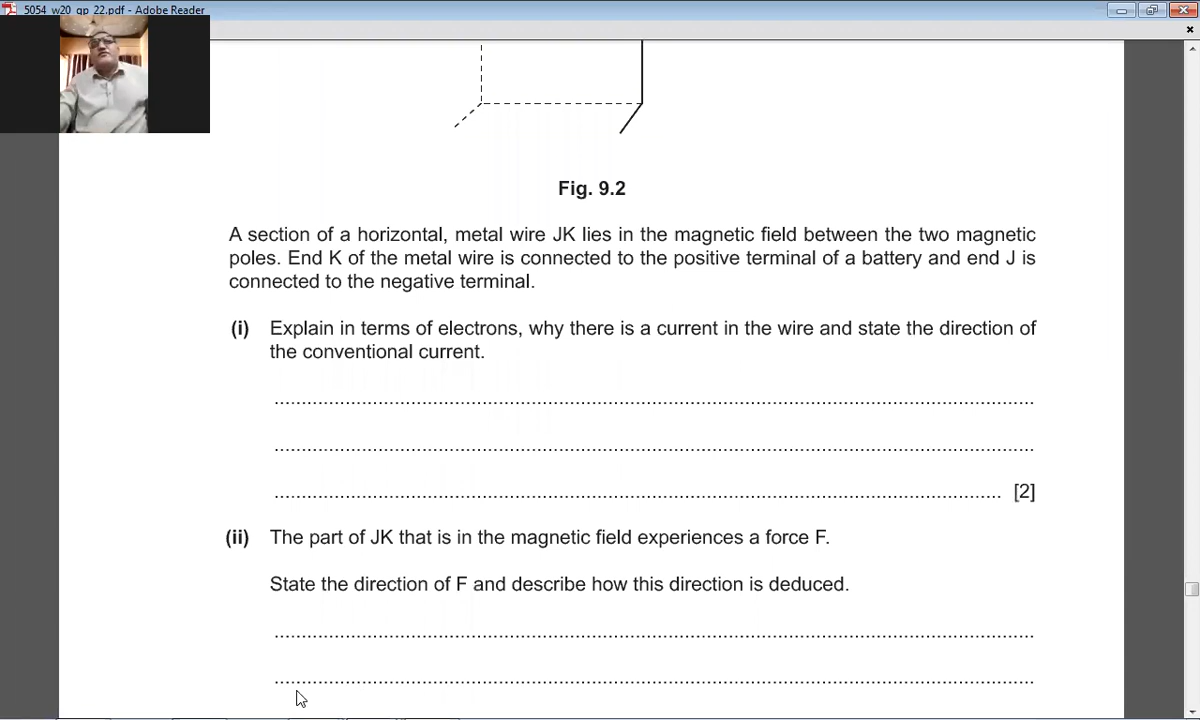 5054_w20_qp_22.pdf - Adobe Reader
Fig. 9.2
A section of a horizontal, metal wire JK lies in the magnetic field between the two magnetic
poles. End K of the metal wire is connected to the positive terminal of a battery and end J is
connected to the negative terminal.
(i) Explain in terms of electrons, why there is a current in the wire and state the direction of
the conventional current.
[2]
(ii) The part of JK that is in the magnetic field experiences a force F.
State the direction of F and describe how this direction is deduced.